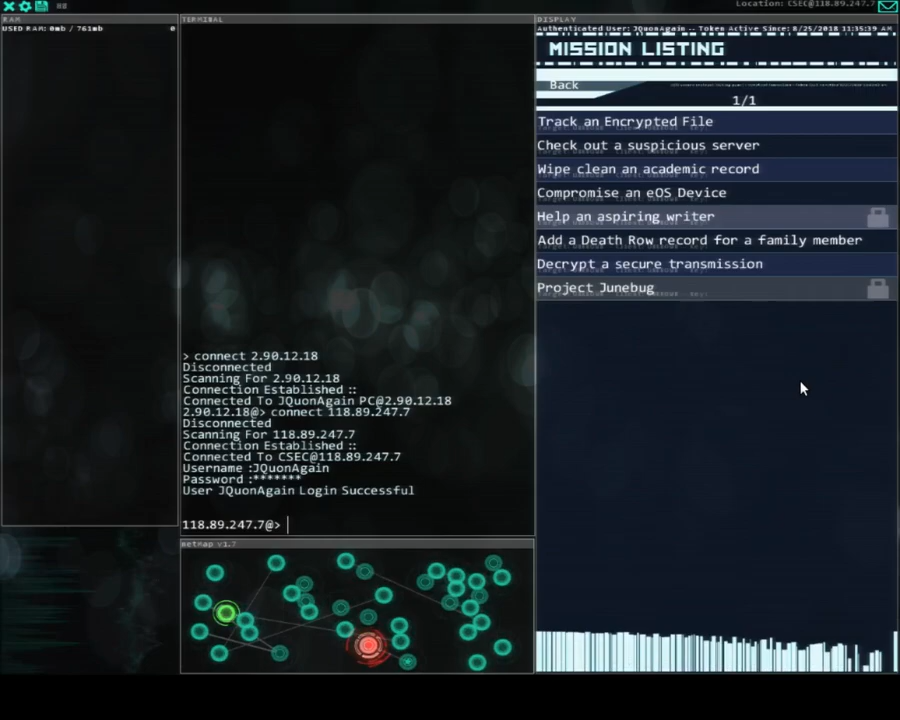 Location: CSEC@118.89.247.7
RAM
USED RAM: 0mb / 761mb 0
TERMINAL
> connect 2.90.12.18
Disconnected
Scanning For 2.90.12.18
Connection Established ::
Connected To JQuonAgain PC@2.90.12.18
2.90.12.18@> connect 118.89.247.7
Disconnected
Scanning For 118.89.247.7
Connection Established ::
Connected To CSEC@118.89.247.7
Username :JQuonAgain
Password :*******
User JQuonAgain Login Successful
118.89.247.7@>
netMap v1.7
DISPLAY
Authenticated User: JQuonAgain -- Token Active Since: 8/25/2018 11:35:39 AM
MISSION LISTING
Back
1/1
Track an Encrypted File
Check out a suspicious server
Wipe clean an academic record
Compromise an eOS Device
Help an aspiring writer
Add a Death Row record for a family member
Decrypt a secure transmission
Project Junebug